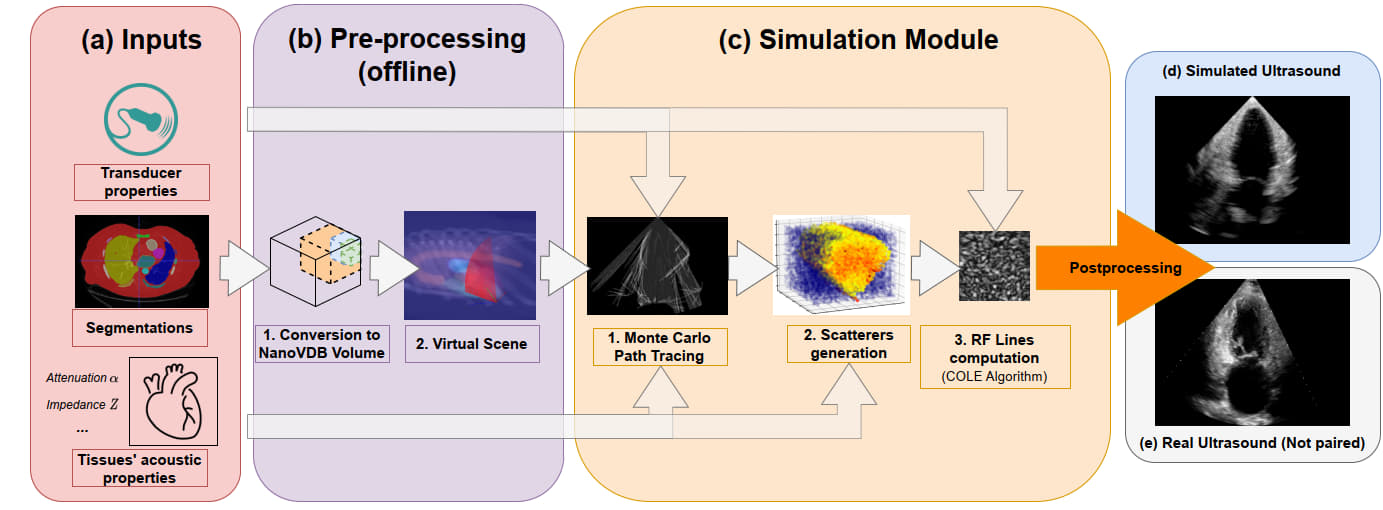 (a) Inputs
Transducer
properties
Segmentations
Attenuation α
Impedance Z
...
Tissues' acoustic
properties
(b) Pre-processing
(offline)
1. Conversion to
NanoVDB Volume
2. Virtual Scene
(c) Simulation Module
1. Monte Carlo
Path Tracing
2. Scatterers
generation
3. RF Lines
computation
(COLE Algorithm)
Postprocessing
(d) Simulated Ultrasound
(e) Real Ultrasound (Not paired)